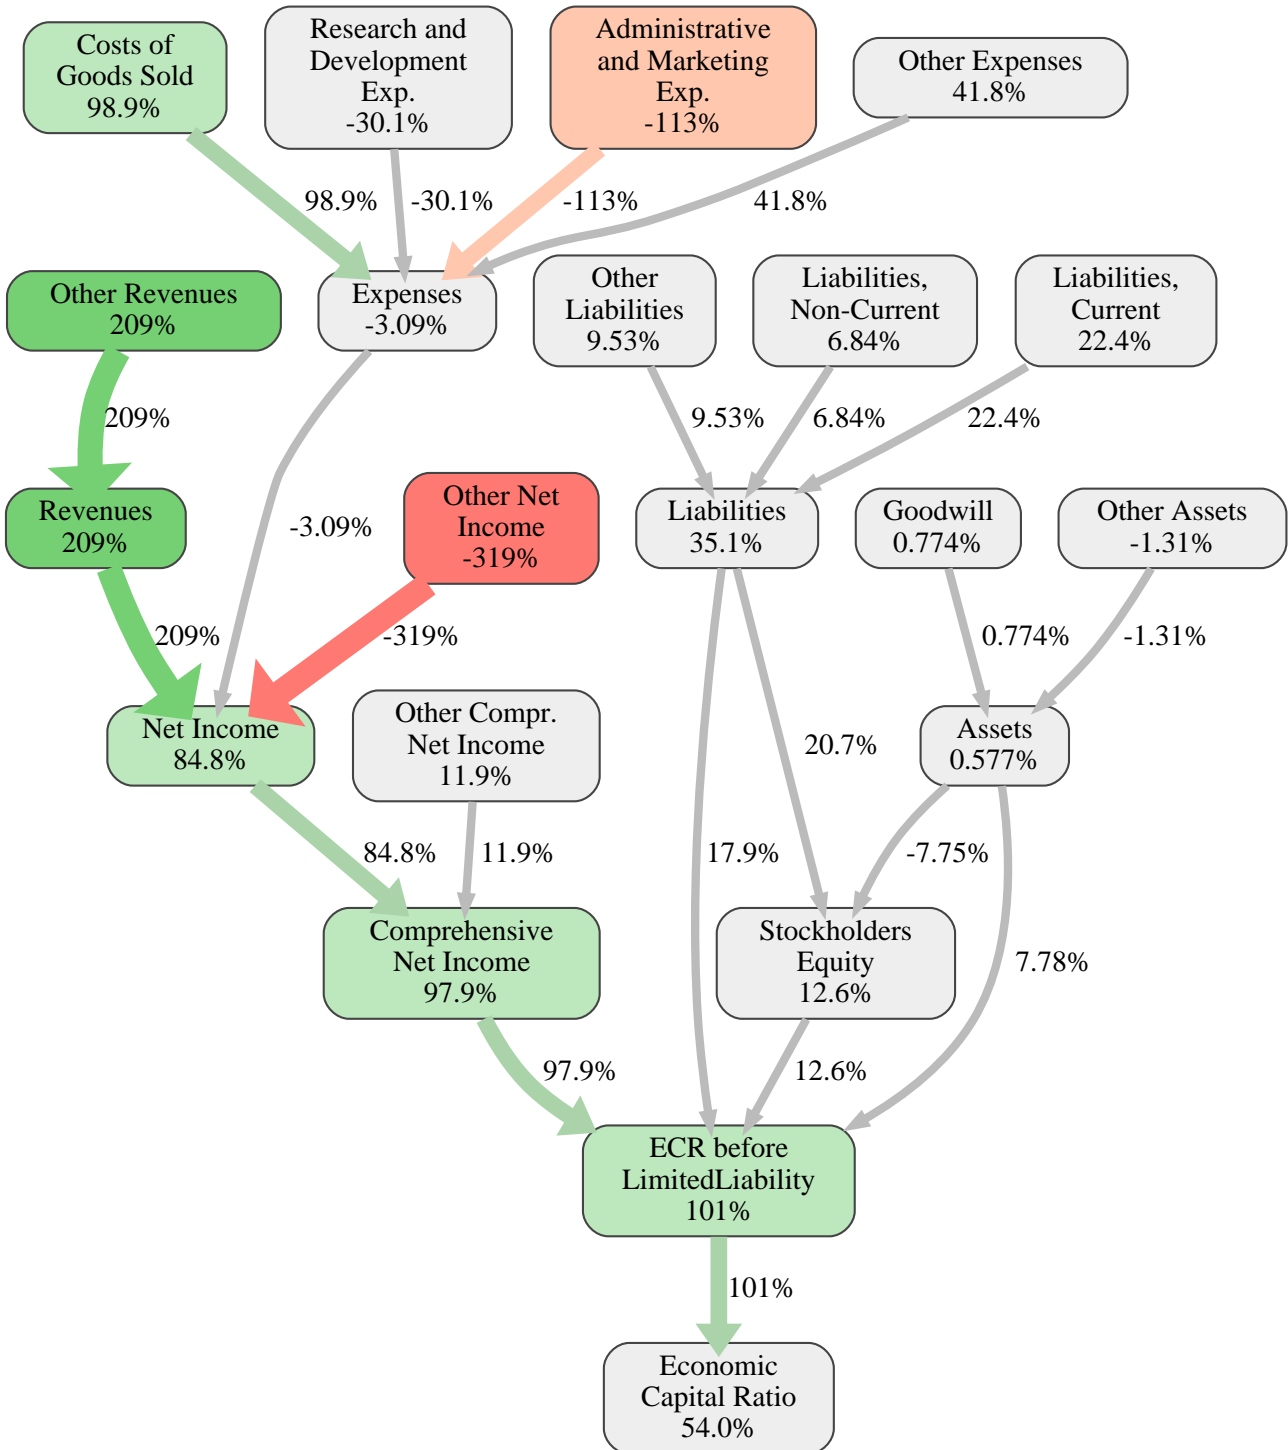 Costs of
Goods Sold
98.9%
Research and
Development
Exp.
-30.1%
Administrative
and Marketing
Exp.
-113%
Other Expenses
41.8%
98.9%
-30.1%
-113%
41.8%
Other Revenues
209%
Expenses
-3.09%
Other
Liabilities
9.53%
Liabilities,
Non-Current
6.84%
Liabilities,
Current
22.4%
209%
9.53%
6.84%
22.4%
Revenues
209%
-3.09%
Other Net
Income
-319%
Liabilities
35.1%
Goodwill
0.774%
Other Assets
-1.31%
209%
-319%
0.774%
-1.31%
Net Income
84.8%
Other Compr.
Net Income
11.9%
20.7%
Assets
0.577%
84.8%
11.9%
17.9%
-7.75%
Comprehensive
Net Income
97.9%
Stockholders
Equity
12.6%
7.78%
97.9%
12.6%
ECR before
LimitedLiability
101%
101%
Economic
Capital Ratio
54.0%